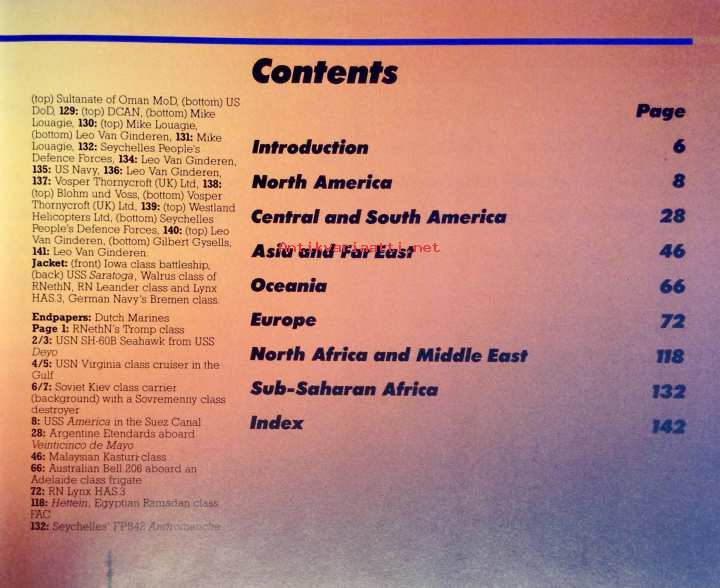 (top) Sultanate of Oman MoD, (bottom) US
DoD, 129: (top) DCAN, (bottom) Mike
Louagie, 130: (top) Mike Louagie,
(bottom) Leo Van Ginderen, 131: Mike
Louagie, 132: Seychelles People's
Defence Forces, 134: Leo Van Ginderen,
135: US Navy, 136: Leo Van Ginderen,
137: Vosper Thornycroft (UK) Ltd, 138:
(top) Blohm und Voss, (bottom) Vosper
Thornycroft (UK) Ltd, 139: (top) Westland
Helicopters Ltd, (bottom) Seychelles
People's Defence Forces, 140: (top) Leo
Van Ginderen, (bottom) Gilbert Gysells,
141: Leo Van Ginderen.
Jacket: (front) Iowa class battleship,
(back) USS Saratoga, Walrus class of
RNethN, RN Leander class and Lynx
HAS.3, German Navy's Bremen class.
Endpapers: Dutch Marines
Page 1: RNethN's Tromp class
2/3: USN SH-60B Seahawk from USS
Deyo
4/5: USN Virginia class cruiser in the
Gulf
6/7: Soviet Kiev class carrier
(background) with a Sovremenny class
destroyer
8: USS America in the Suez Canal
28: Argentine Etendards aboard
Veinticinco de Mayo
46: Malaysian Kasturi class
66: Australian Bell 206 aboard an
Adelaide class frigate
72: RN Lynx HAS.3
118: Hettein, Egyptian Ramadan class
FAC
132: Seychelles' FPB42 Andromanche
Contents
Page
Introduction 6
North America 8
Central and South America 28
Asia and Far East 46
Oceania 66
Europe 72
North Africa and Middle East 118
Sub-Saharan Africa 132
Index 142
Antikvariaatti.net